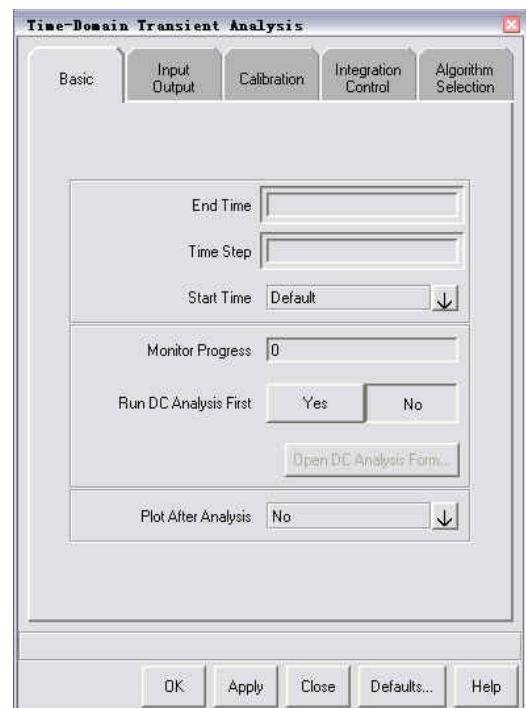 Time-Domain Transient Analysis
Basic
Input
Output
Calibration
Integration
Control
Algorithm
Selection
End Time
Time Step
Start Time Default
Monitor Progress 0
Run DC Analysis First Yes No
Open DC Analysis Form...
Plot After Analysis No
OK Apply Close Defaults... Help